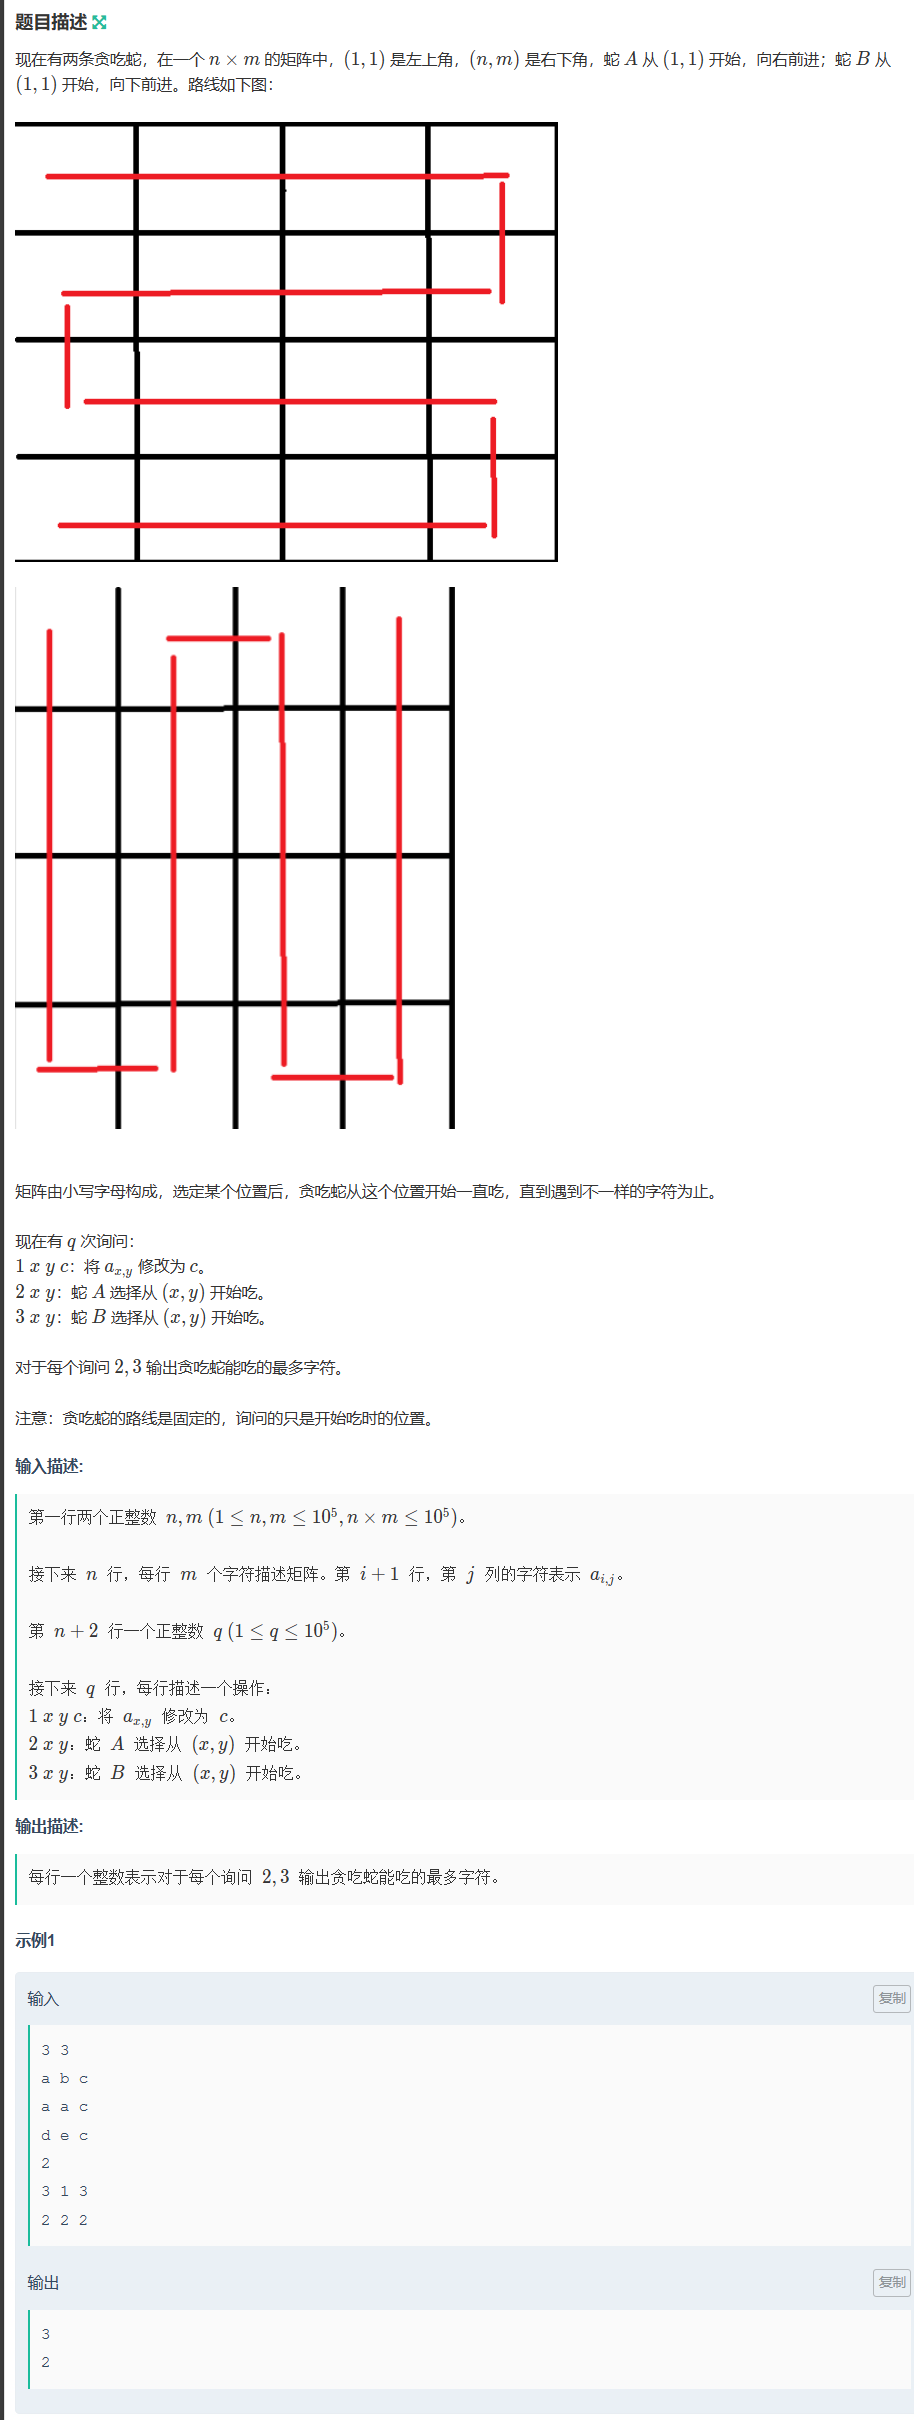 题目描述
现在有两条贪吃蛇，在一个 n × m 的矩阵中，(1, 1) 是左上角，(n, m) 是右下角，蛇 A 从 (1, 1) 开始，向右前进；蛇 B 从
(1, 1) 开始，向下前进。路线如下图：
矩阵由小写字母构成，选定某个位置后，贪吃蛇从这个位置开始一直吃，直到遇到不一样的字符为止。
现在有 q 次询问：
1 x y c：将 a_{x,y} 修改为 c。
2 x y：蛇 A 选择从 (x, y) 开始吃。
3 x y：蛇 B 选择从 (x, y) 开始吃。
对于每个询问 2, 3 输出贪吃蛇能吃的最多字符。
注意：贪吃蛇的路线是固定的，询问的只是开始吃时的位置。
输入描述:
第一行两个正整数 n, m (1 ≤ n, m ≤ 10^5, n × m ≤ 10^5)。
接下来 n 行，每行 m 个字符描述矩阵。第 i + 1 行，第 j 列的字符表示 a_{i,j}。
第 n + 2 行一个正整数 q (1 ≤ q ≤ 10^5)。
接下来 q 行，每行描述一个操作：
1 x y c：将 a_{x,y} 修改为 c。
2 x y：蛇 A 选择从 (x, y) 开始吃。
3 x y：蛇 B 选择从 (x, y) 开始吃。
输出描述:
每行一个整数表示对于每个询问 2, 3 输出贪吃蛇能吃的最多字符。
示例1
输入
复制
3 3
a b c
a a c
d e c
2
3 1 3
2 2 2
输出
复制
3
2